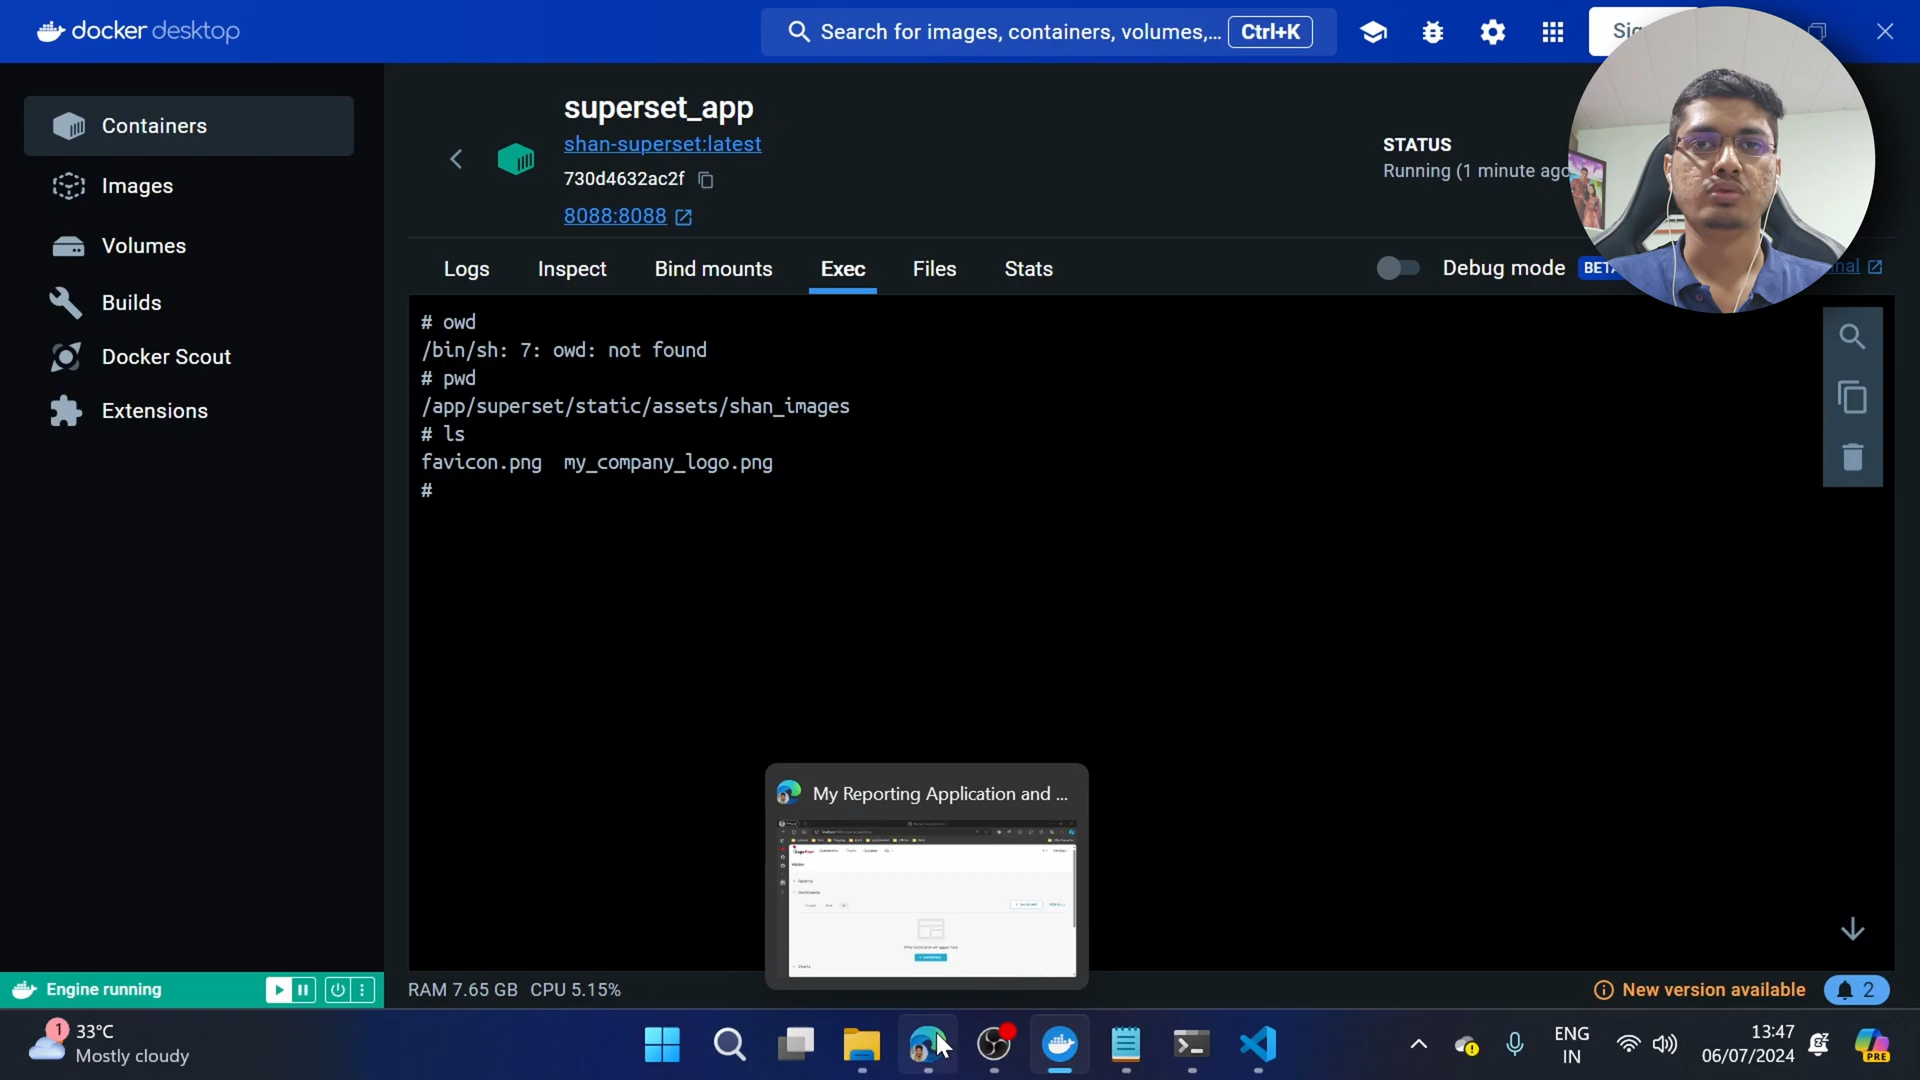 docker desktop
Search for images, containers, volumes,... Ctrl+K
Containers
Images
Volumes
Builds
Docker Scout
Extensions
superset_app
shan-superset:latest
730d4632ac2f
8088:8088
STATUS
Running (1 minute ago
Logs Inspect Bind mounts Exec Files Stats
Debug mode BETA
# owd
/bin/sh: 7: owd: not found
# pwd
/app/superset/static/assets/shan_images
# ls
favicon.png my_company_logo.png
#
My Reporting Application and ...
Engine running
RAM 7.65 GB CPU 5.15%
New version available
2
1
33°C
Mostly cloudy
ENG
IN
13:47
06/07/2024
PRE